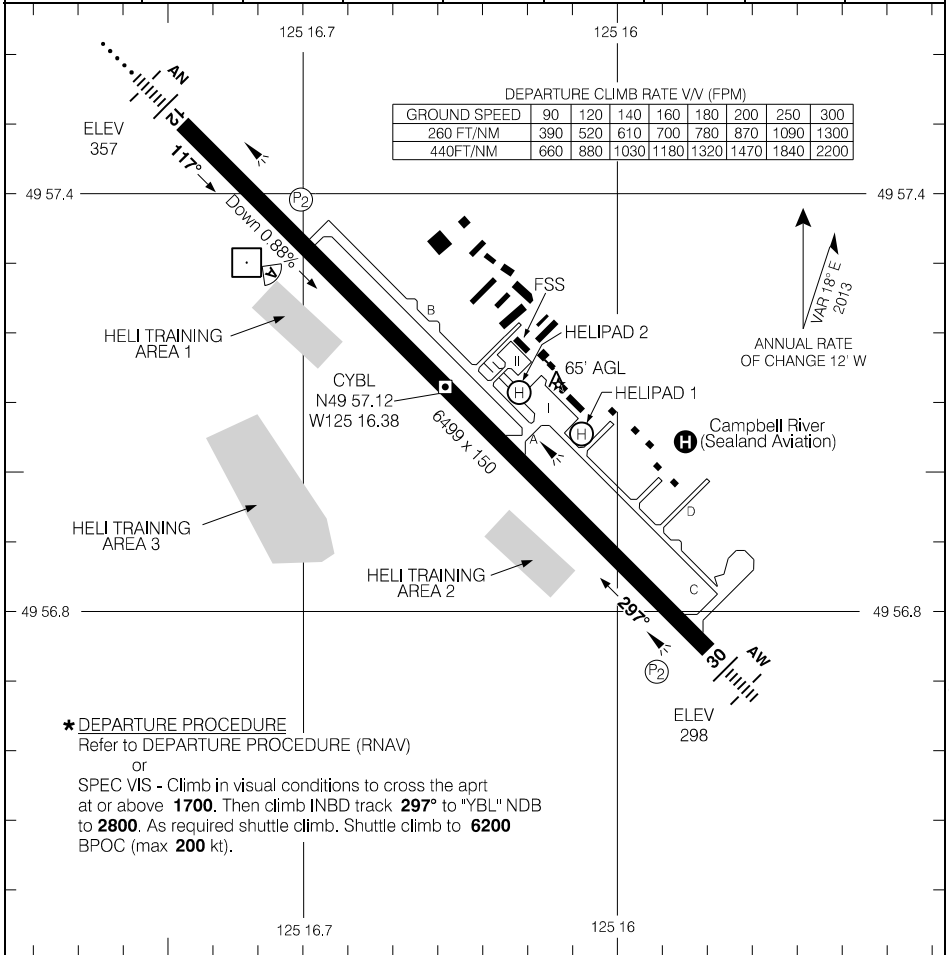 125 16.7
125 16
AN
12
ELEV
357
117°
Down 0.88%
P2
DEPARTURE CLIMB RATE V/V (FPM)
GROUND SPEED 90 120 140 160 180 200 250 300
260 FT/NM 390 520 610 700 780 870 1090 1300
440FT/NM 660 880 1030 1180 1320 1470 1840 2200
49 57.4
49 57.4
VAR 18° E
2013
ANNUAL RATE
OF CHANGE 12' W
A
HELI TRAINING
AREA 1
B
FSS
HELIPAD 2
II
65' AGL
H
I
HELIPAD 1
H
CYBL
N49 57.12
W125 16.38
6499 x 150
A
H
Campbell River
(Sealand Aviation)
HELI TRAINING
AREA 3
D
HELI TRAINING
AREA 2
C
49 56.8
49 56.8
297°
P2
30
AW
ELEV
298
* DEPARTURE PROCEDURE
Refer to DEPARTURE PROCEDURE (RNAV)
or
SPEC VIS - Climb in visual conditions to cross the aprt
at or above 1700. Then climb INBD track 297° to "YBL" NDB
to 2800. As required shuttle climb. Shuttle climb to 6200
BPOC (max 200 kt).
125 16.7
125 16